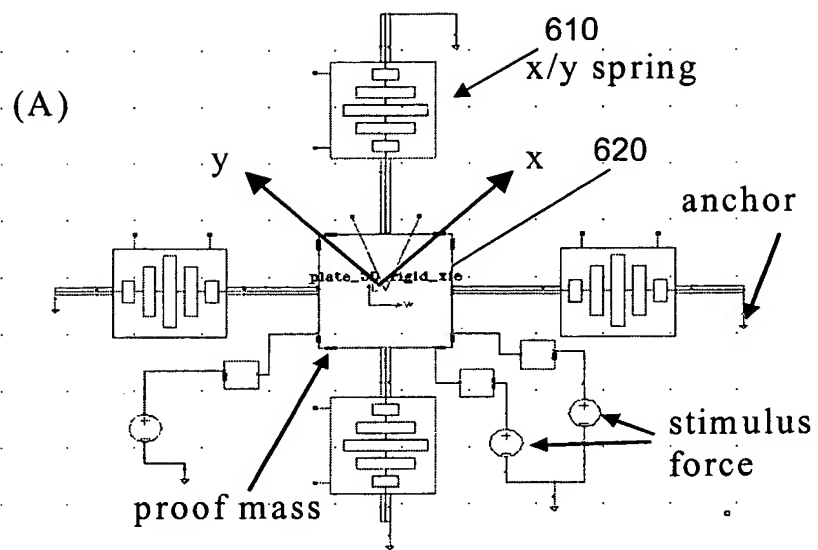 610
x/y spring
(A)
620
y
x
anchor
stimulus
force
proof mass